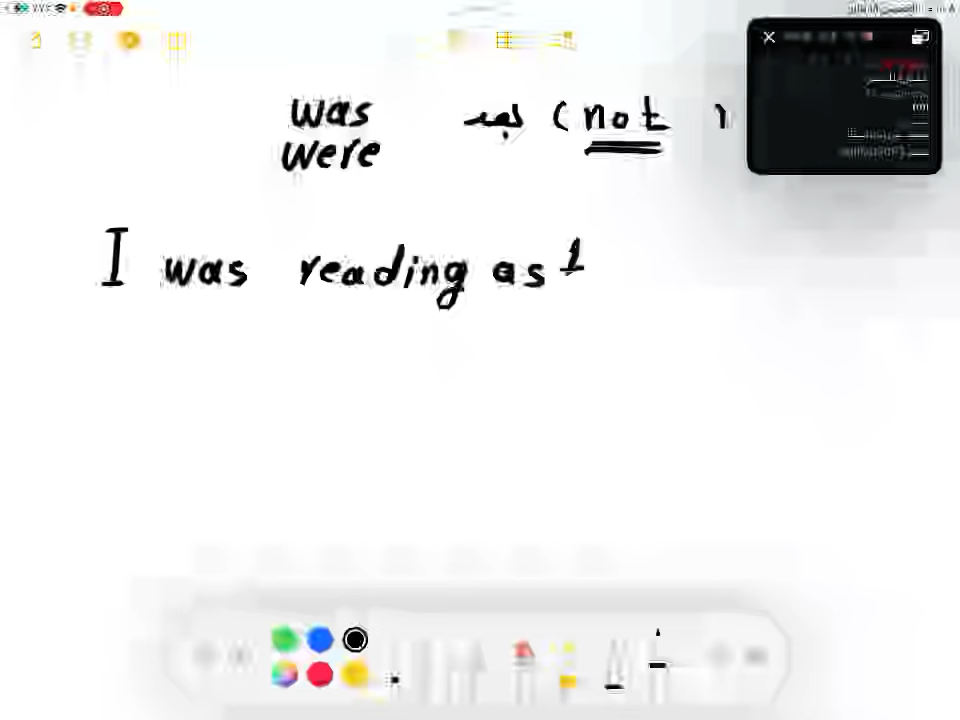 was بعد (not)
were
I was reading as